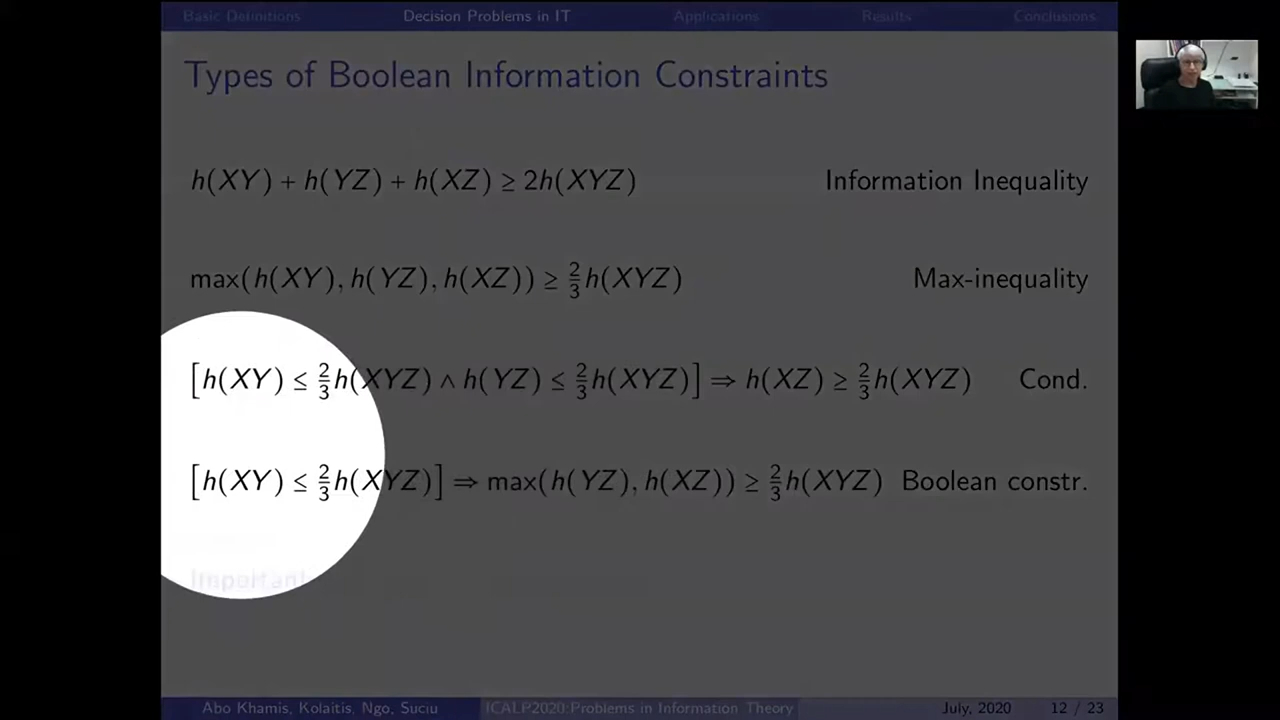 Basic Definitions Decision Problems in IT Applications Results Conclusions
Types of Boolean Information Constraints
h(XY) + h(YZ) + h(XZ) ≥ 2h(XYZ) Information Inequality
max(h(XY), h(YZ), h(XZ)) ≥ 2/3 h(XYZ) Max-inequality
[h(XY) ≤ 2/3 h(XYZ) ∧ h(YZ) ≤ 2/3 h(XYZ)] ⇒ h(XZ) ≥ 2/3 h(XYZ) Cond.
[h(XY) ≤ 2/3 h(XYZ)] ⇒ max(h(YZ), h(XZ)) ≥ 2/3 h(XYZ) Boolean constr.
Important
Abo Khamis, Kolaitis, Ngo, Suciu ICALP2020:Problems in Information Theory July, 2020 12 / 23